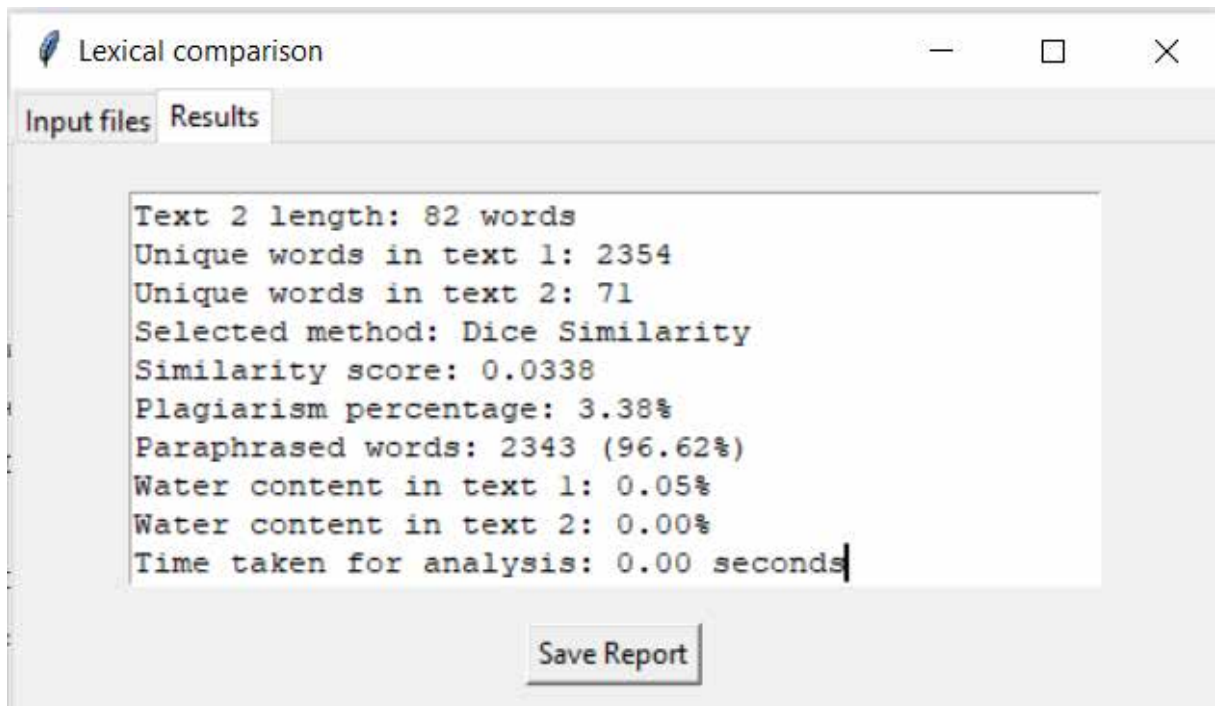 Lexical comparison
Input files Results
Text 2 length: 82 words
Unique words in text 1: 2354
Unique words in text 2: 71
Selected method: Dice Similarity
Similarity score: 0.0338
Plagiarism percentage: 3.38%
Paraphrased words: 2343 (96.62%)
Water content in text 1: 0.05%
Water content in text 2: 0.00%
Time taken for analysis: 0.00 seconds
Save Report